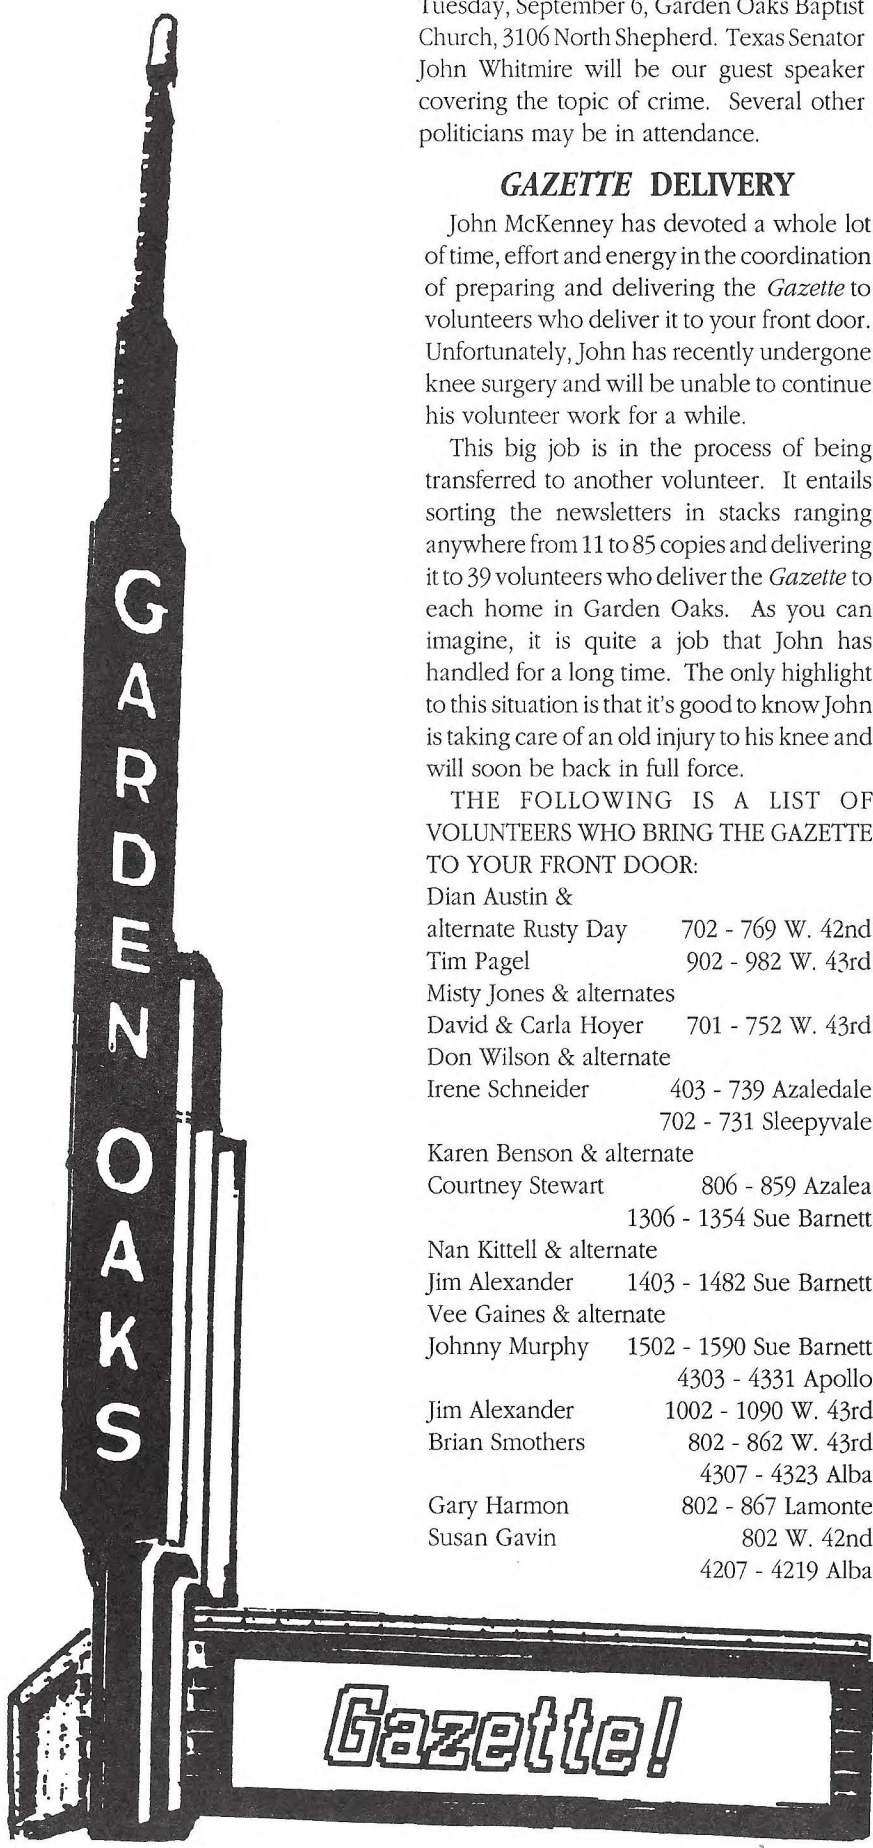 Tuesday, September 6, Garden Oaks Baptist
Church, 3106 North Shepherd. Texas Senator
John Whitmire will be our guest speaker
covering the topic of crime. Several other
politicians may be in attendance.
GAZETTE DELIVERY
John McKenney has devoted a whole lot
of time, effort and energy in the coordination
of preparing and delivering the Gazette to
volunteers who deliver it to your front door.
Unfortunately, John has recently undergone
knee surgery and will be unable to continue
his volunteer work for a while.
This big job is in the process of being
transferred to another volunteer. It entails
sorting the newsletters in stacks ranging
anywhere from 11 to 85 copies and delivering
it to 39 volunteers who deliver the Gazette to
each home in Garden Oaks. As you can
imagine, it is quite a job that John has
handled for a long time. The only highlight
to this situation is that it's good to know John
is taking care of an old injury to his knee and
will soon be back in full force.
THE FOLLOWING IS A LIST OF
VOLUNTEERS WHO BRING THE GAZETTE
TO YOUR FRONT DOOR:
Dian Austin &
alternate Rusty Day 702 - 769 W. 42nd
Tim Pagel 902 - 982 W. 43rd
Misty Jones & alternates
David & Carla Hoyer 701 - 752 W. 43rd
Don Wilson & alternate
Irene Schneider 403 - 739 Azaledale
702 - 731 Sleepyvale
Karen Benson & alternate
Courtney Stewart 806 - 859 Azalea
1306 - 1354 Sue Barnett
Nan Kittell & alternate
Jim Alexander 1403 - 1482 Sue Barnett
Vee Gaines & alternate
Johnny Murphy 1502 - 1590 Sue Barnett
4303 - 4331 Apollo
Jim Alexander 1002 - 1090 W. 43rd
Brian Smothers 802 - 862 W. 43rd
4307 - 4323 Alba
Gary Harmon 802 - 867 Lamonte
Susan Gavin 802 W. 42nd
4207 - 4219 Alba
GARDEN OAKS
Gazette!